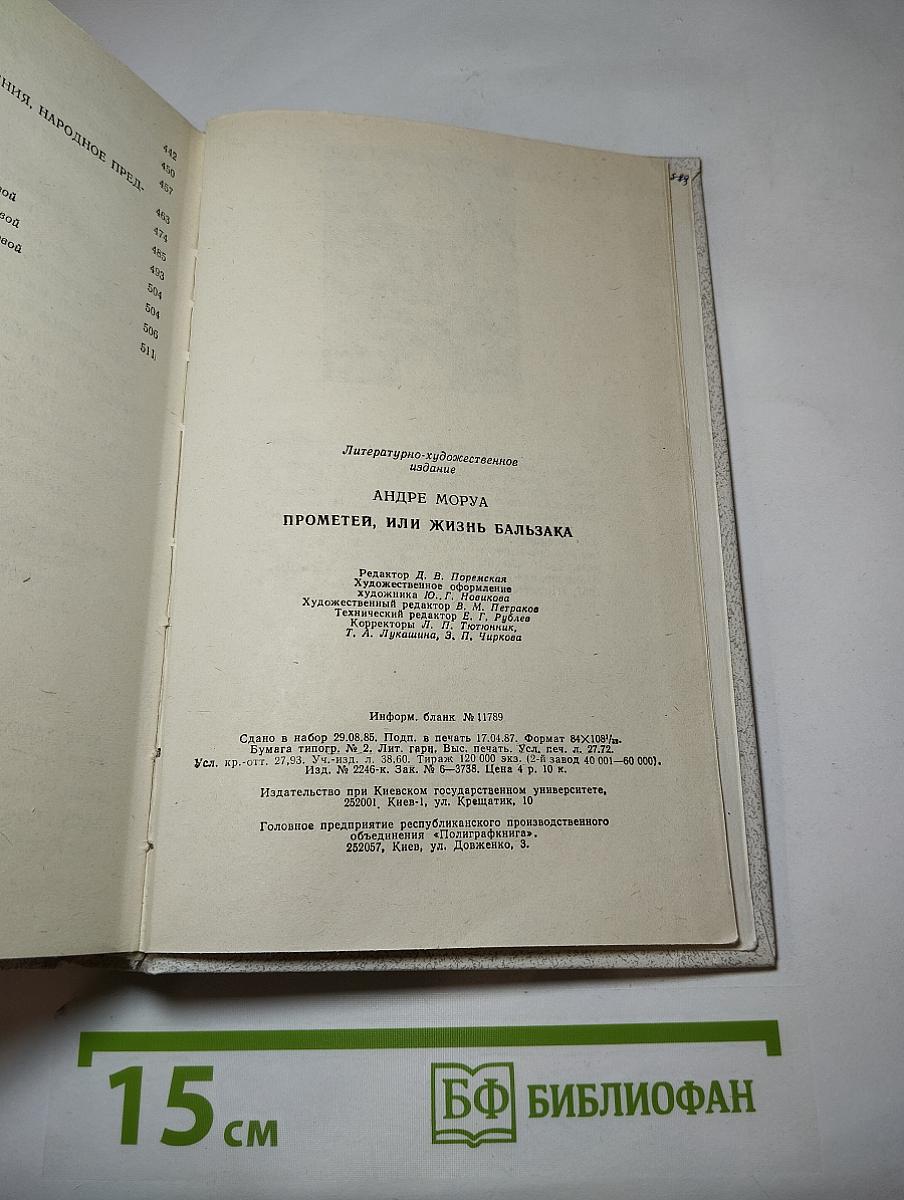 НИЯ, НАРОДНОЕ ПРЕД-
442
450
457
463
474
485
493
504
504
506
511
вой
вой
овой
Литературно-художественное
издание
АНДРЕ МОРУА
ПРОМЕТЕЙ, ИЛИ ЖИЗНЬ БАЛЬЗАКА
Редактор Д. В. Поремская
Художественное оформление
художника Ю. Г. Новикова
Художественный редактор В. М. Петраков
Технический редактор Е. Г. Рублев
Корректоры Л. П. Тютюнник,
Т. А. Лукашина, З. П. Чиркова
Информ. бланк № 11789
Сдано в набор 29.08.85. Подп. в печать 17.04.87. Формат 84×108¹/₃₂.
Бумага типогр. № 2. Лит. гарн. Выс. печать. Усл. печ. л. 27.72.
Усл. кр.-отт. 27,93. Уч.-изд. л. 38,60. Тираж 120 000 экз. (2-й завод 40 001—60 000).
Изд. № 2246-к. Зак. № 6—3738. Цена 4 р. 10 к.
Издательство при Киевском государственном университете,
252001, Киев-1, ул. Крещатик, 10
Головное предприятие республиканского производственного
объединения «Полиграфкнига».
252057, Киев, ул. Довженко, 3.
15 см
БФ БИБЛИОФАН